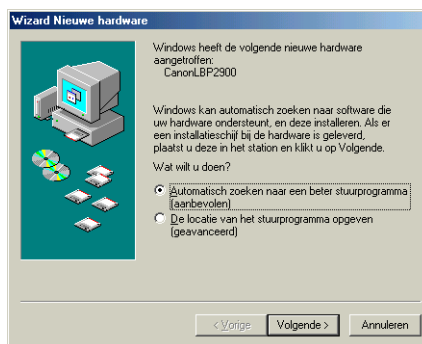 Wizard Nieuwe hardware
Windows heeft de volgende nieuwe hardware
aangetroffen:
CanonLBP2900
Windows kan automatisch zoeken naar software die
uw hardware ondersteunt, en deze installeren. Als er
een installatieschijf bij de hardware is geleverd,
plaatst u deze in het station en klikt u op Volgende.
Wat wilt u doen?
Automatisch zoeken naar een beter stuurprogramma
(aanbevolen)
De locatie van het stuurprogramma opgeven
(geavanceerd)
< Vorige
Volgende >
Annuleren